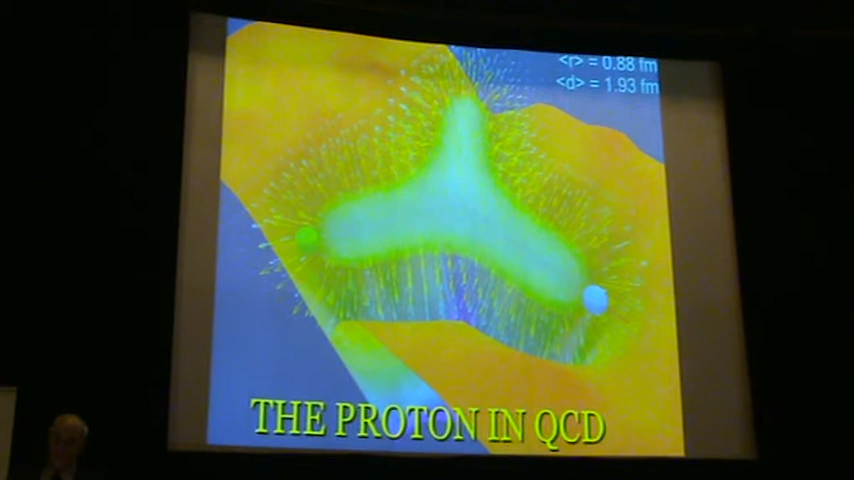 <r> = 0.88 fm
<d> = 1.93 fm
THE PROTON IN QCD